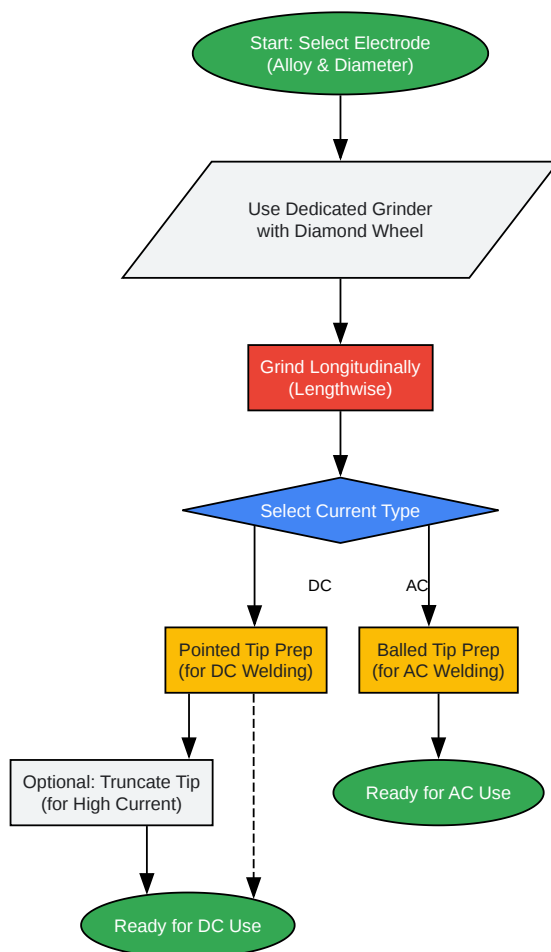 Start: Select Electrode
(Alloy & Diameter)
Use Dedicated Grinder
with Diamond Wheel
Grind Longitudinally
(Lengthwise)
Select Current Type
DC
AC
Pointed Tip Prep
(for DC Welding)
Balled Tip Prep
(for AC Welding)
Optional: Truncate Tip
(for High Current)
Ready for AC Use
Ready for DC Use